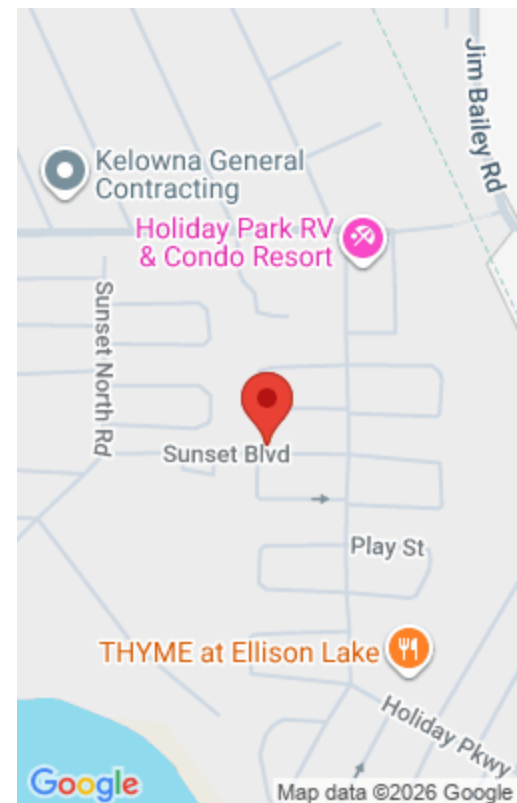 Jim Bailey Rd
Kelowna General
Contracting
Holiday Park RV
& Condo Resort
Sunset North Rd
Sunset Blvd
Play St
THYME at Ellison Lake
Holiday Pkwy
Google
Map data ©2026 Google